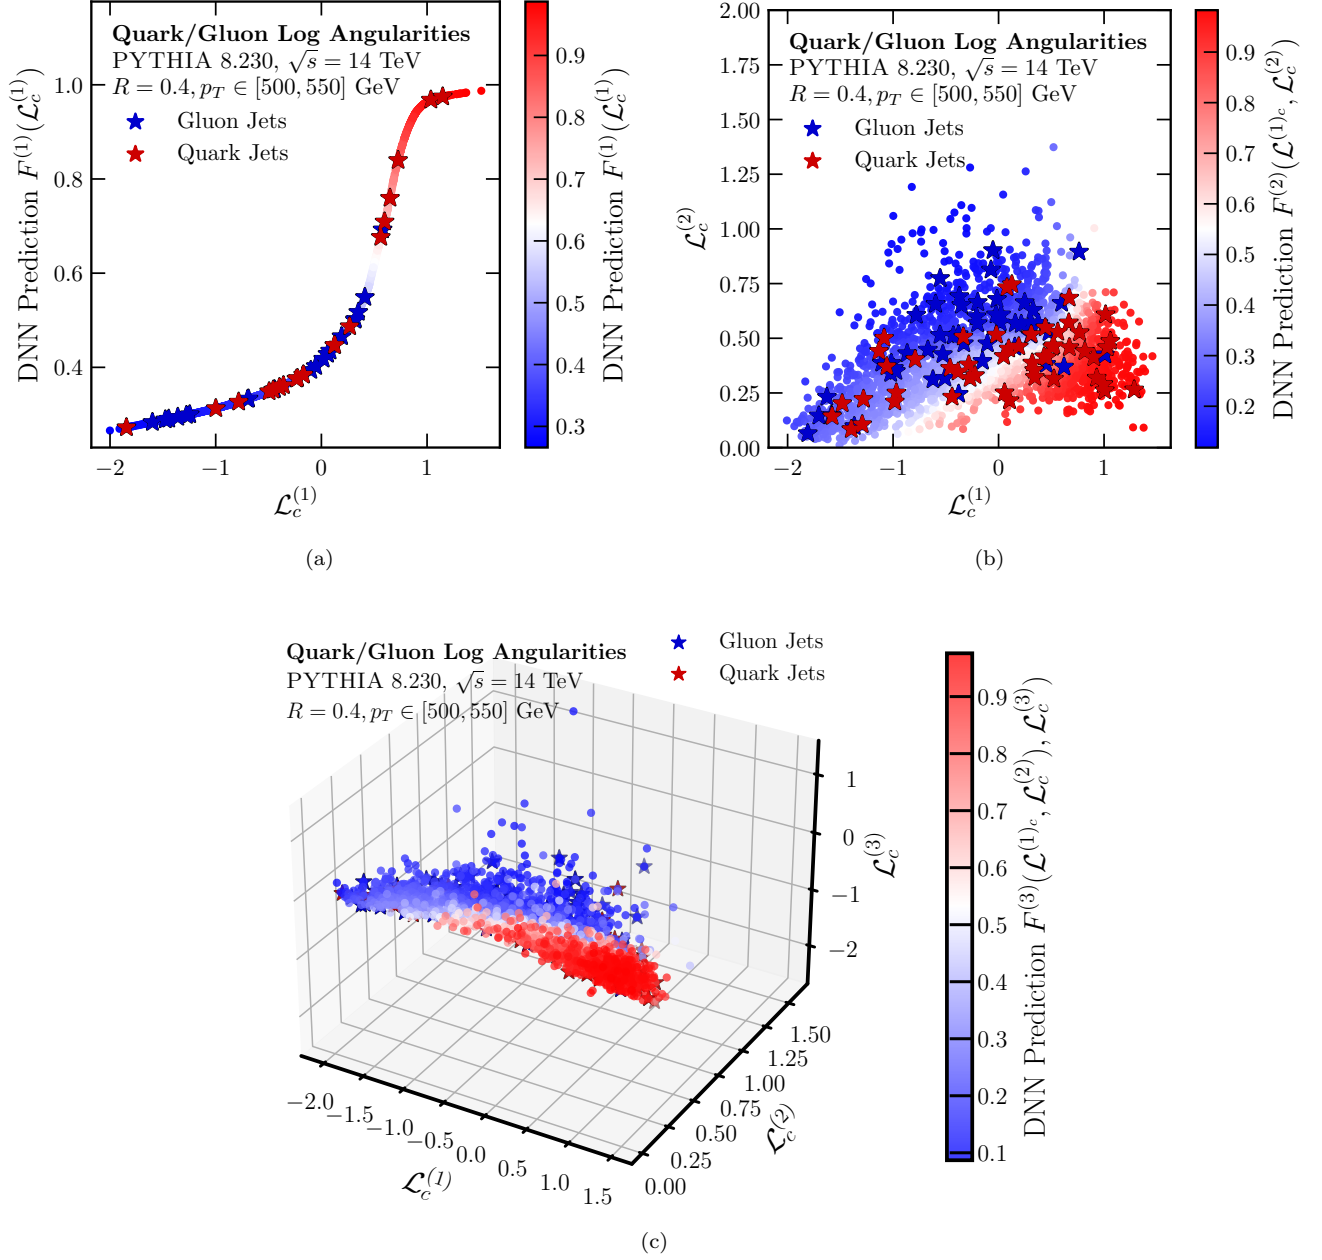 Quark/Gluon Log Angularities
PYTHIA 8.230, √s = 14 TeV
R = 0.4, p_T ∈ [500, 550] GeV
Gluon Jets
Quark Jets
DNN Prediction F^(1)(𝓛_c^(1))
1.0
0.8
0.6
0.4
−2
−1
0
1
𝓛_c^(1)
0.9
0.8
0.7
0.6
0.5
0.4
0.3
DNN Prediction F^(1)(𝓛_c^(1))
(a)
Quark/Gluon Log Angularities
PYTHIA 8.230, √s = 14 TeV
R = 0.4, p_T ∈ [500, 550] GeV
Gluon Jets
Quark Jets
𝓛_c^(2)
2.00
1.75
1.50
1.25
1.00
0.75
0.50
0.25
0.00
−2
−1
0
1
𝓛_c^(1)
0.9
0.8
0.7
0.6
0.5
0.4
0.3
0.2
DNN Prediction F^(2)(𝓛^(1)_c, 𝓛_c^(2))
(b)
Quark/Gluon Log Angularities
PYTHIA 8.230, √s = 14 TeV
R = 0.4, p_T ∈ [500, 550] GeV
Gluon Jets
Quark Jets
1
0
−1
−2
𝓛_c^(3)
−2.0
−1.5
−1.0
−0.5
0.0
0.5
1.0
1.5
𝓛_c^(1)
0.00
0.25
0.50
0.75
1.00
1.25
1.50
𝓛_c^(2)
0.9
0.8
0.7
0.6
0.5
0.4
0.3
0.2
0.1
DNN Prediction F^(3)(𝓛^(1)_c, 𝓛_c^(2)), 𝓛_c^(3))
(c)